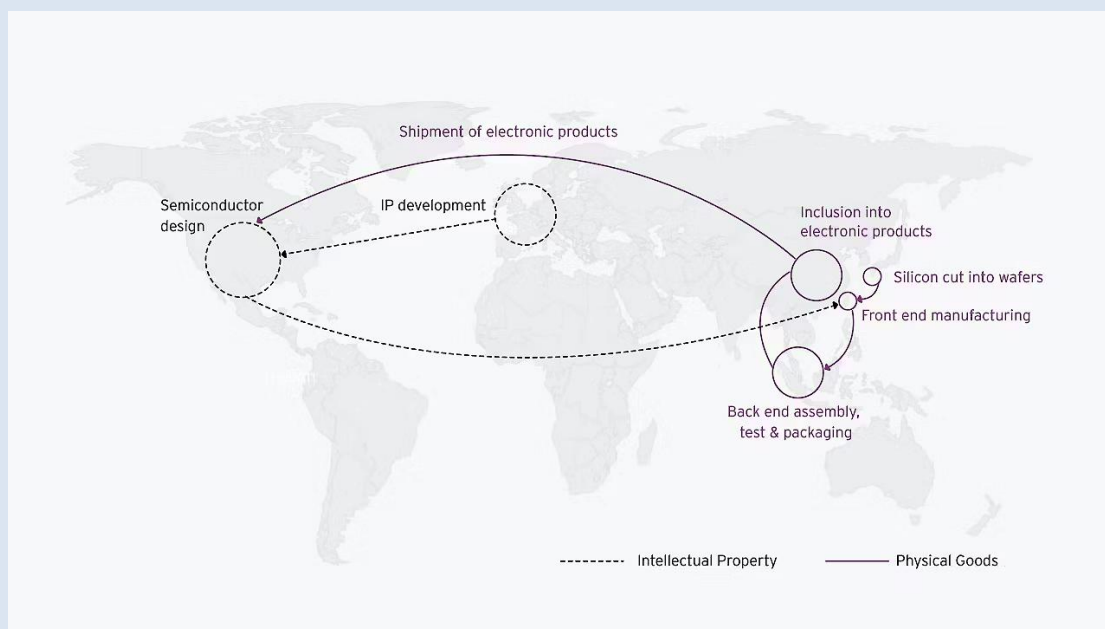 Shipment of electronic products
Semiconductor
design
IP development
Inclusion into
electronic products
Silicon cut into wafers
Front end manufacturing
Back end assembly,
test & packaging
Intellectual Property
Physical Goods